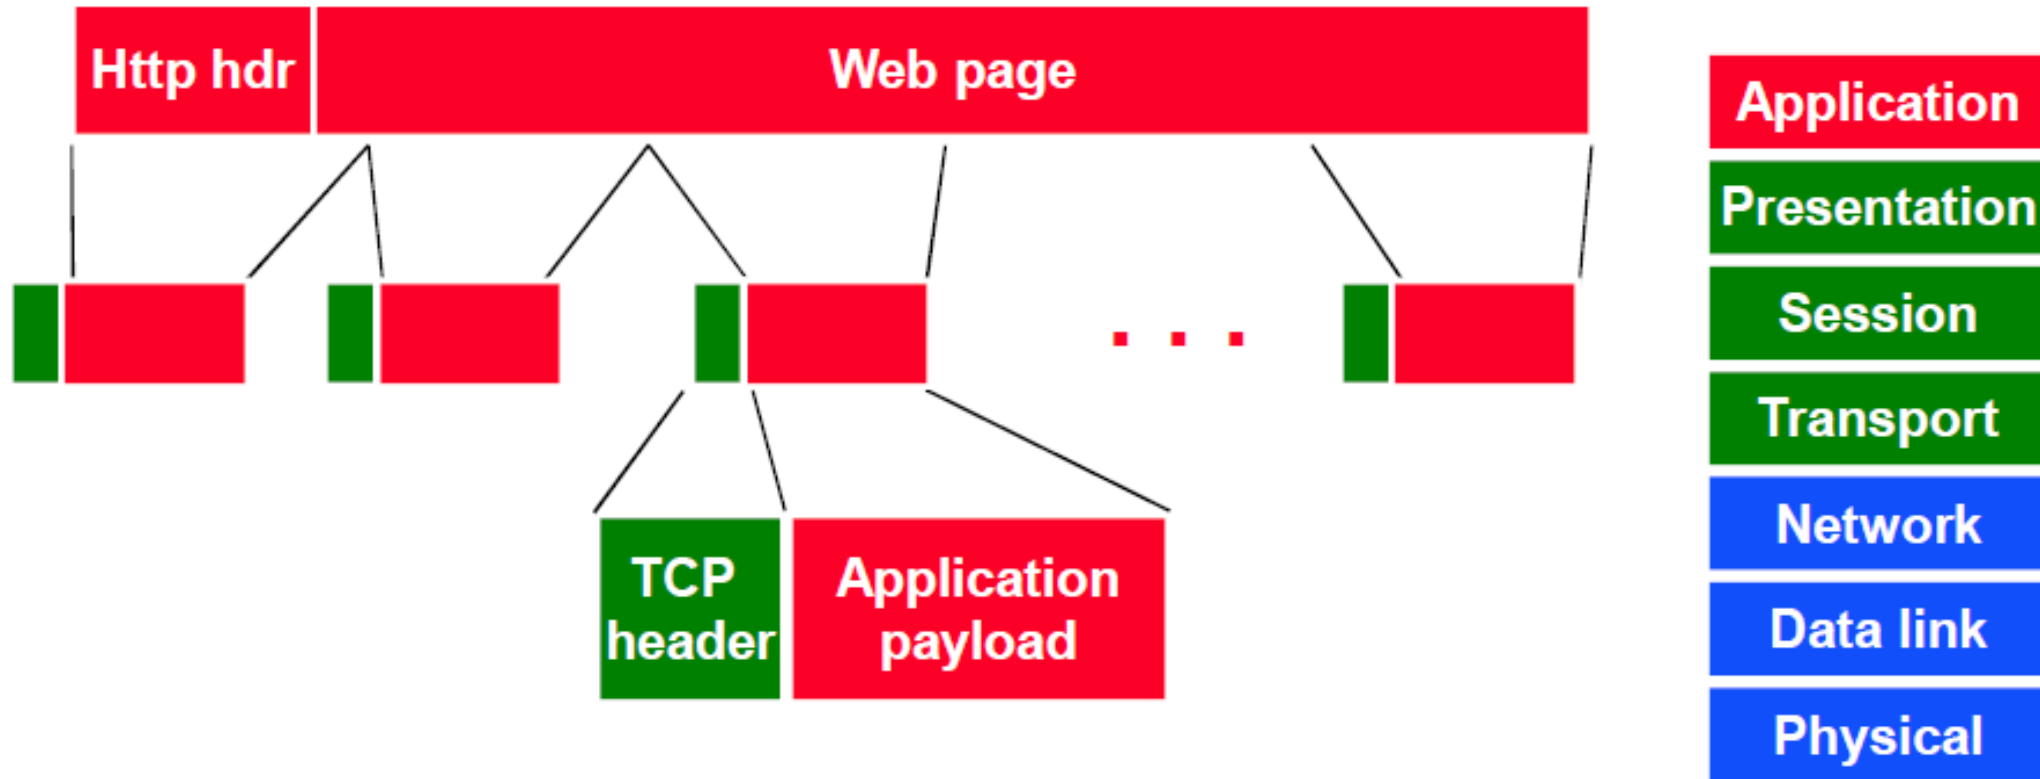 Http hdr
Web page
Application
Presentation
Session
Transport
Network
Data link
Physical
. . .
TCP
header
Application
payload